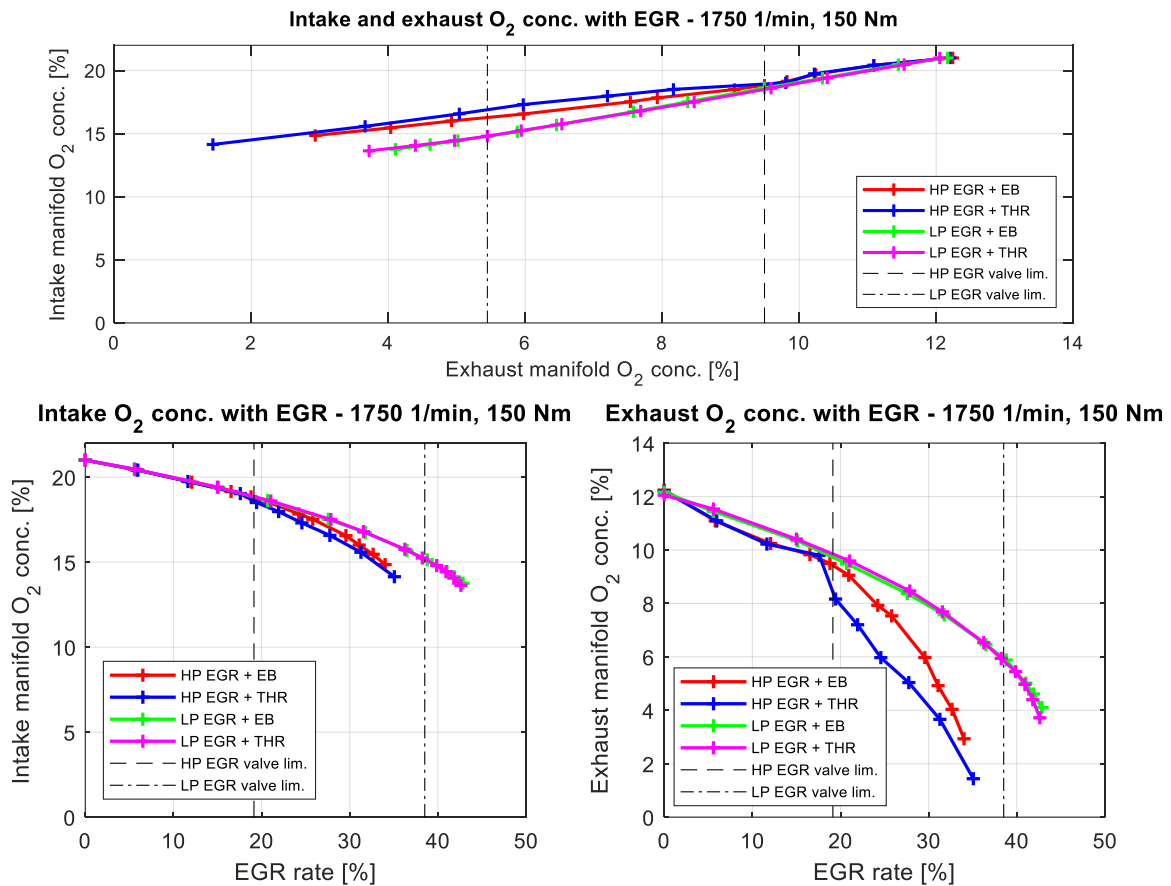 Intake and exhaust O2 conc. with EGR - 1750 1/min, 150 Nm
Intake manifold O2 conc. [%]
20
15
10
5
0
0 2 4 6 8 10 12 14
Exhaust manifold O2 conc. [%]
HP EGR + EB
HP EGR + THR
LP EGR + EB
LP EGR + THR
HP EGR valve lim.
LP EGR valve lim.
Intake O2 conc. with EGR - 1750 1/min, 150 Nm
Intake manifold O2 conc. [%]
20
15
10
5
0
0 10 20 30 40 50
EGR rate [%]
HP EGR + EB
HP EGR + THR
LP EGR + EB
LP EGR + THR
HP EGR valve lim.
LP EGR valve lim.
Exhaust O2 conc. with EGR - 1750 1/min, 150 Nm
Exhaust manifold O2 conc. [%]
14
12
10
8
6
4
2
0
0 10 20 30 40 50
EGR rate [%]
HP EGR + EB
HP EGR + THR
LP EGR + EB
LP EGR + THR
HP EGR valve lim.
LP EGR valve lim.